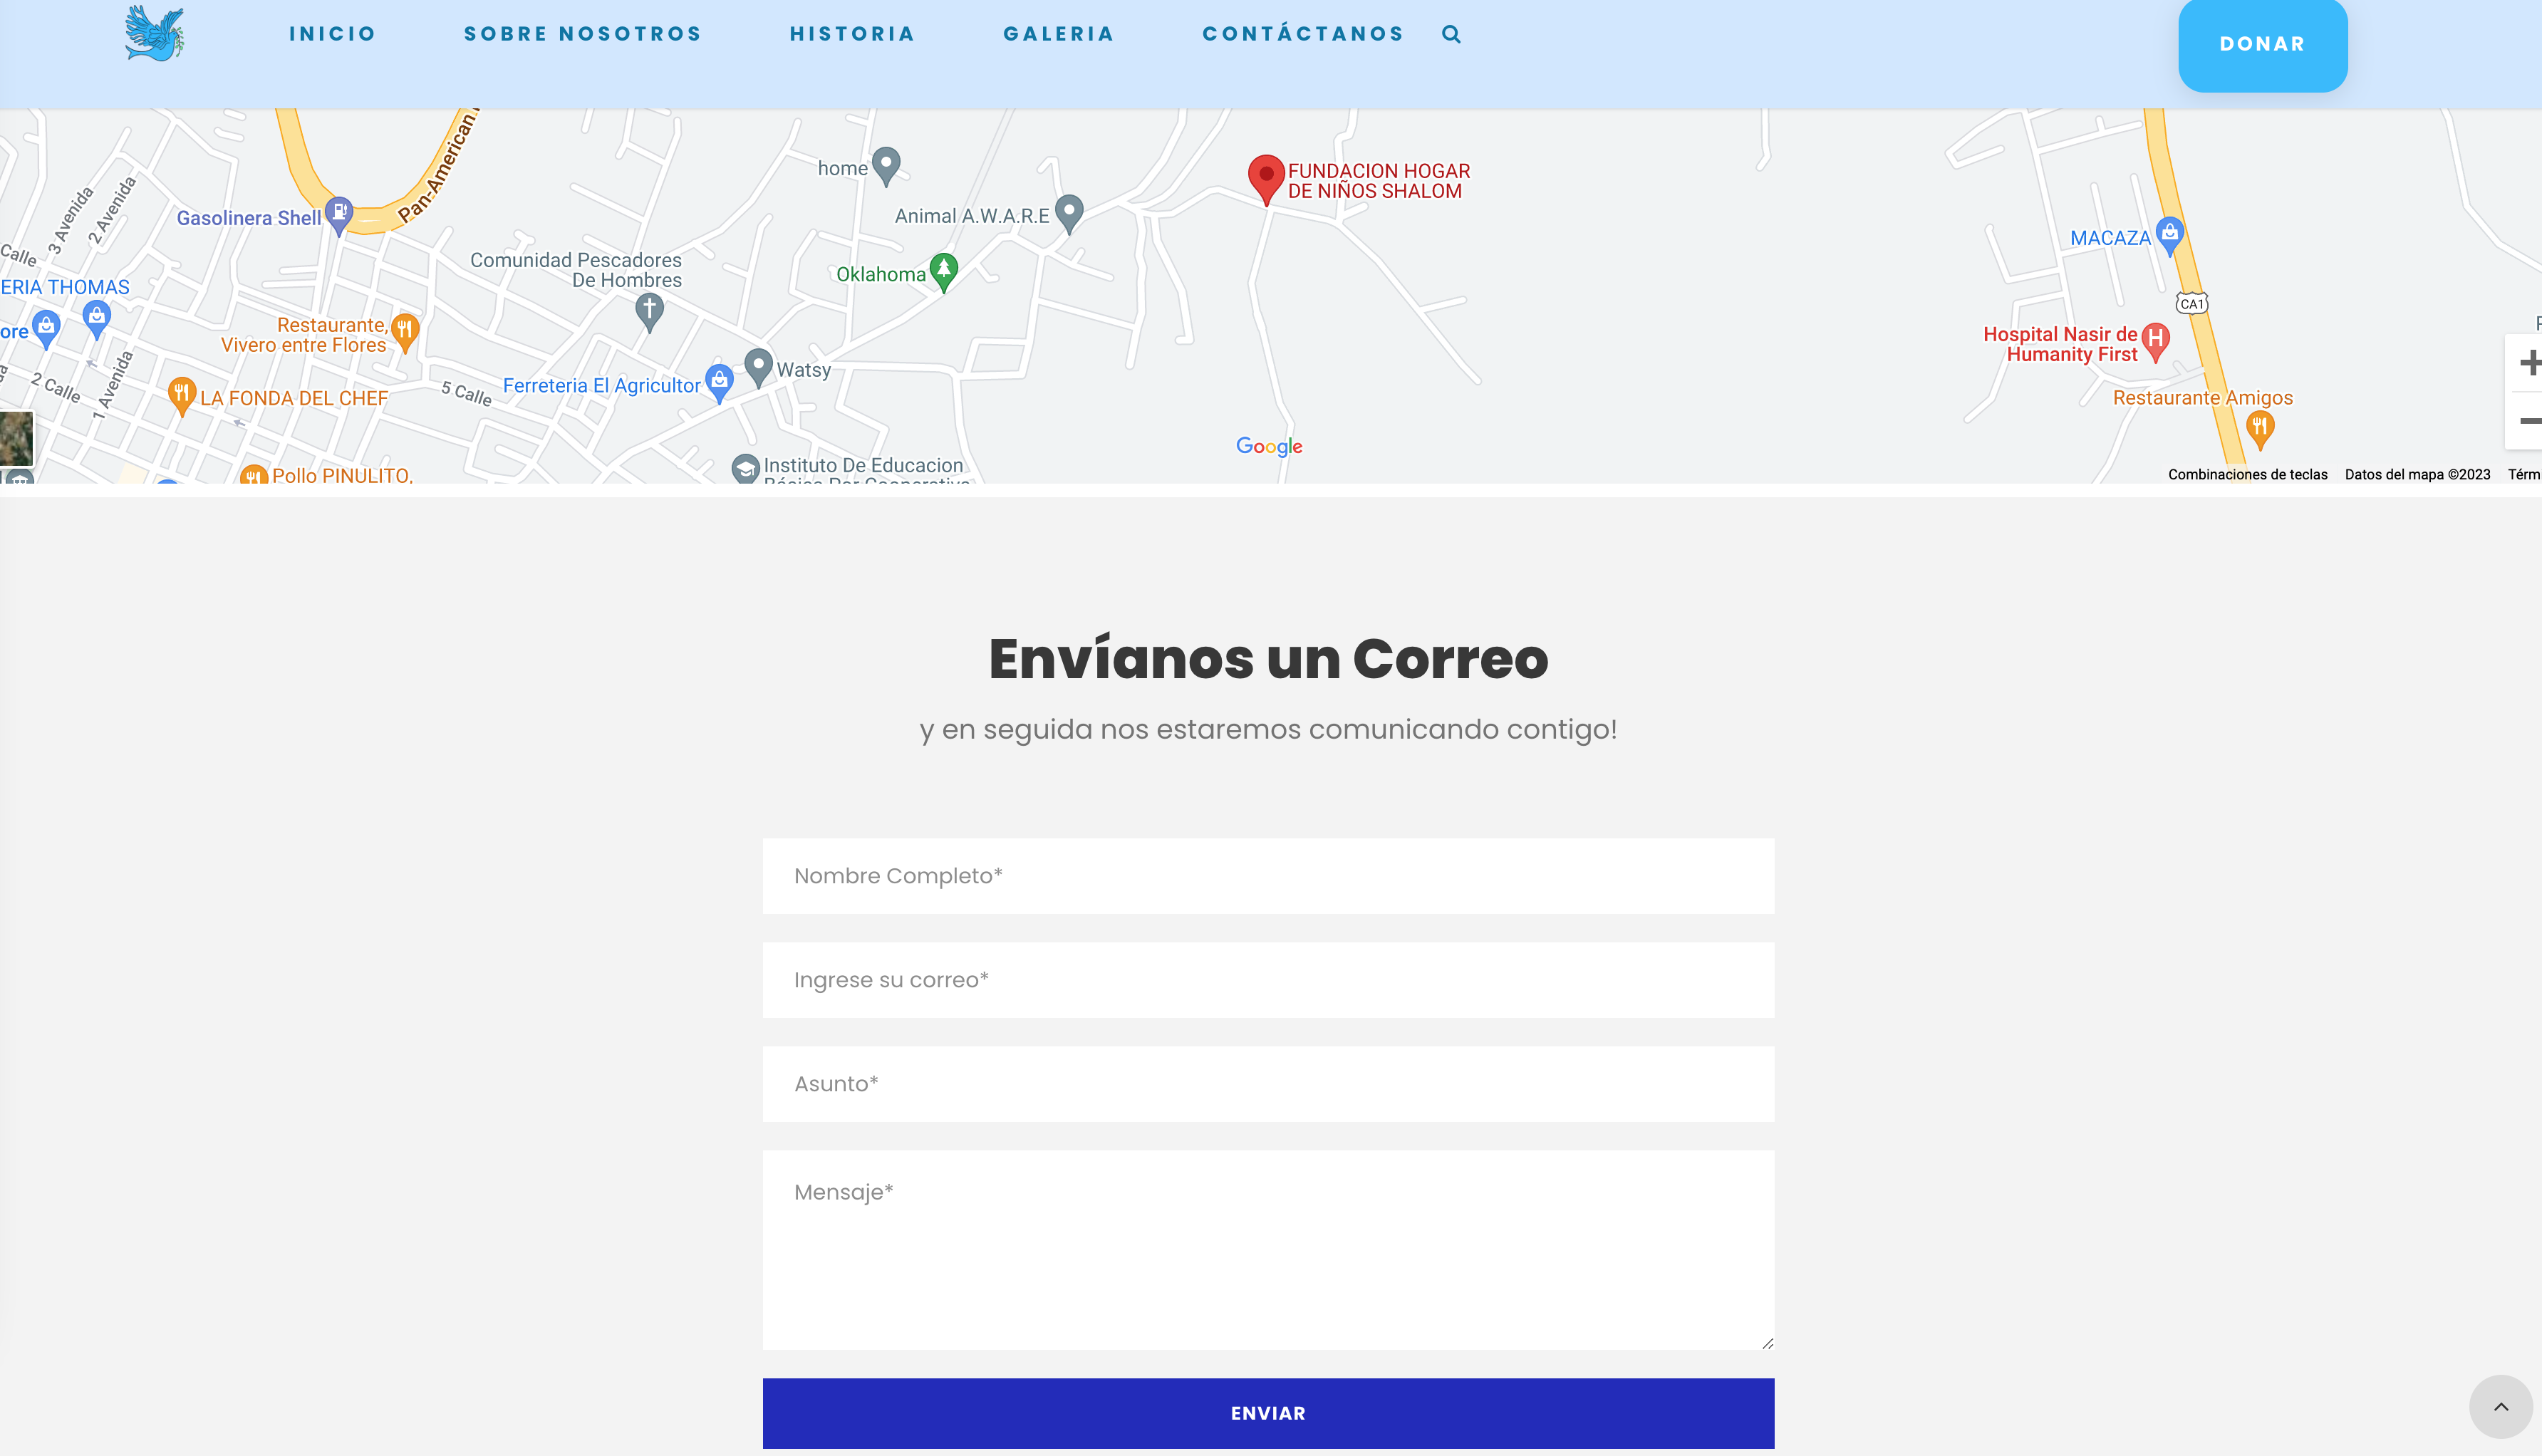 INICIO
SOBRE NOSOTROS
HISTORIA
GALERIA
CONTÁCTANOS
DONAR
Pan-American
home
FUNDACION HOGAR
DE NIÑOS SHALOM
3 Avenida
2 Avenida
Gasolinera Shell
Animal A.W.A.R.E
MACAZA
Calle
Comunidad Pescadores
De Hombres
Oklahoma
ERIA THOMAS
CA1
ore
Restaurante,
Vivero entre Flores
Hospital Nasir de
Humanity First
Watsy
2 Calle
1 Avenida
5 Calle
Ferreteria El Agricultor
LA FONDA DEL CHEF
Restaurante Amigos
Google
Instituto De Educacion
Básica Por Cooperativa
Pollo PINULITO,
Combinaciones de teclas
Datos del mapa ©2023
Térm
Envíanos un Correo
y en seguida nos estaremos comunicando contigo!
Nombre Completo*
Ingrese su correo*
Asunto*
Mensaje*
ENVIAR